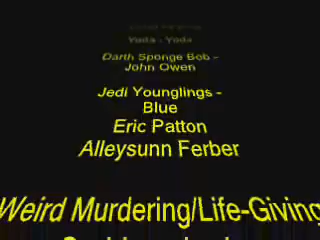 Yoda - Yoda
Darth Sponge Bob -
John Owen
Jedi Younglings -
Blue
Eric Patton
Alleysunn Ferber
Weird Murdering/Life-Giving